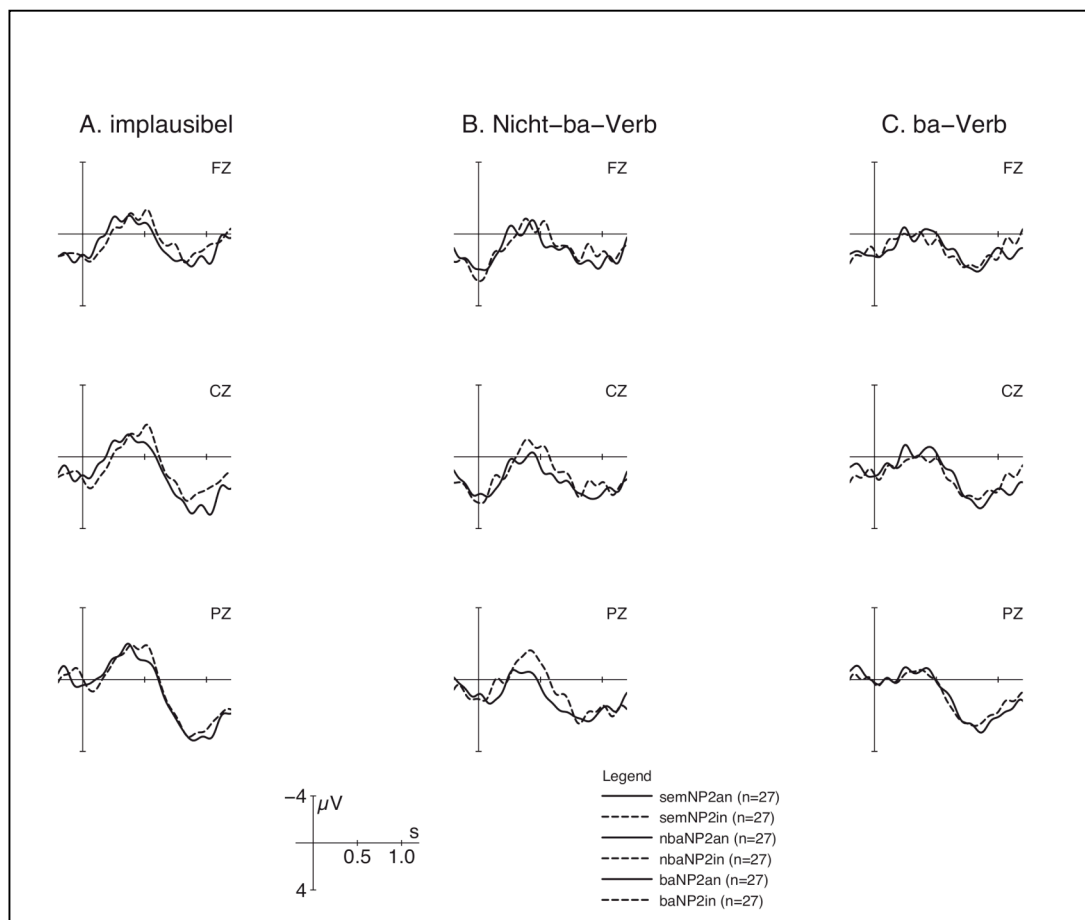 A. implausibel
B. Nicht–ba–Verb
C. ba–Verb
FZ
FZ
FZ
CZ
CZ
CZ
PZ
PZ
PZ
−4
µV
s
0.5 1.0
4
Legend
semNP2an (n=27)
semNP2in (n=27)
nbaNP2an (n=27)
nbaNP2in (n=27)
baNP2an (n=27)
baNP2in (n=27)